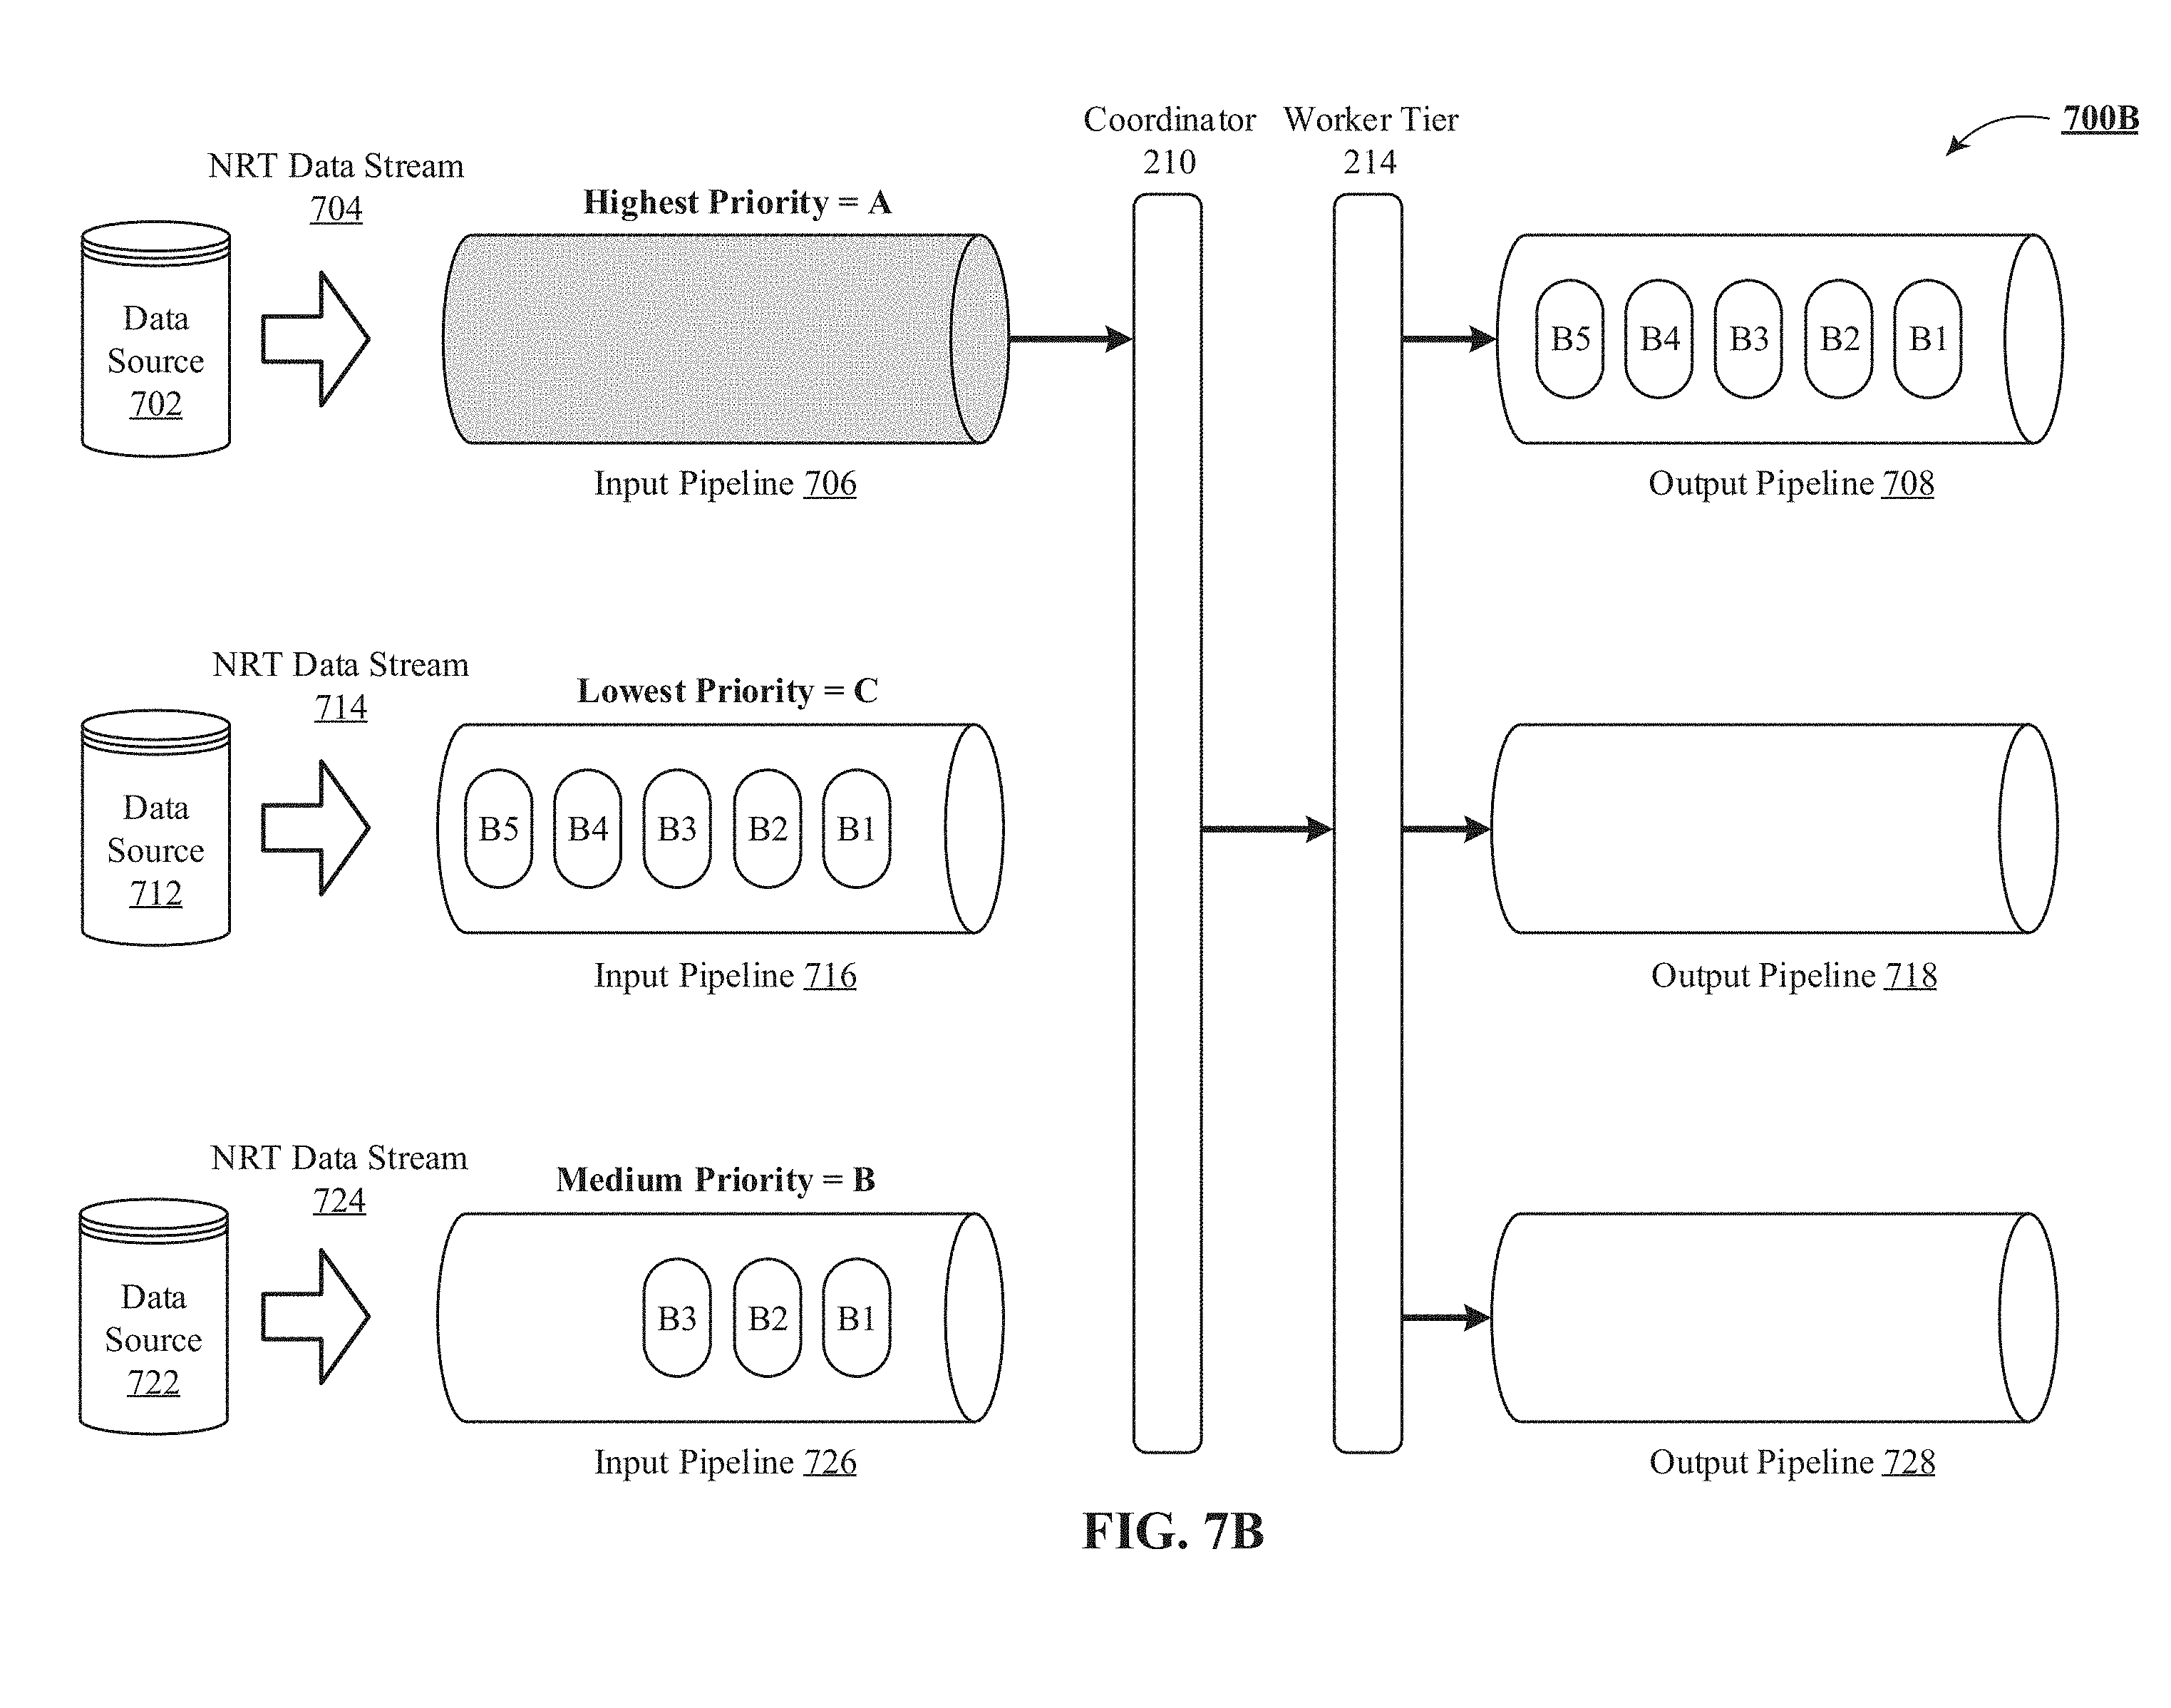 Coordinator
210
Worker Tier
214
700B
NRT Data Stream
704
Highest Priority = A
Data
Source
702
B5 B4 B3 B2 B1
Input Pipeline 706
Output Pipeline 708
NRT Data Stream
714
Lowest Priority = C
Data
Source
712
B5 B4 B3 B2 B1
Input Pipeline 716
Output Pipeline 718
NRT Data Stream
724
Medium Priority = B
Data
Source
722
B3 B2 B1
Input Pipeline 726
Output Pipeline 728
FIG. 7B